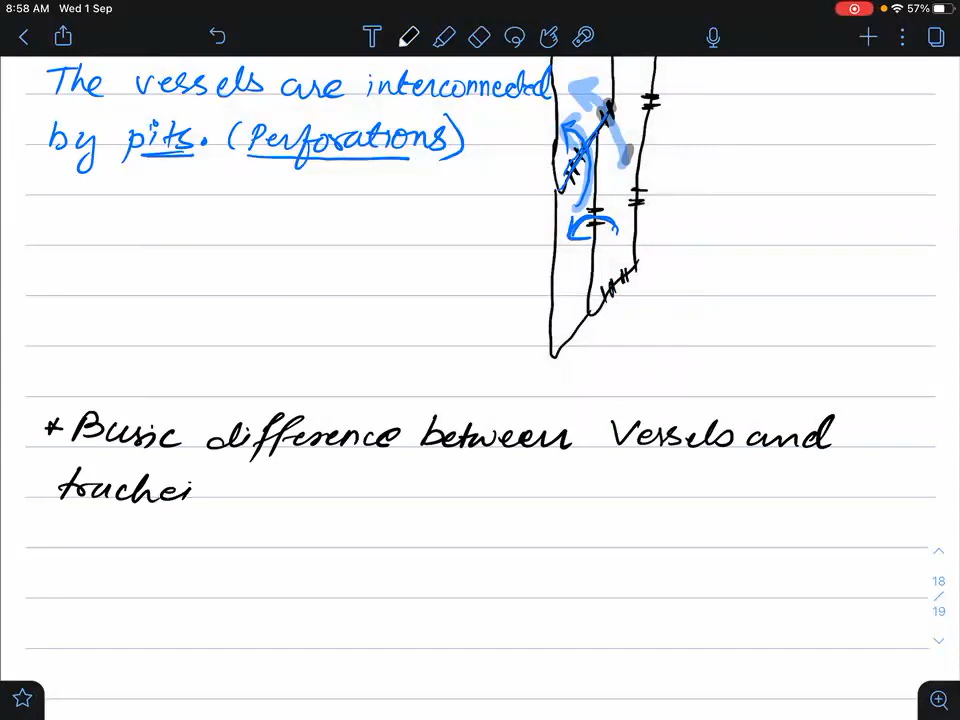 8:58 AM Wed 1 Sep
57%
The vessels are interconnected
by pits. (Perforations)
* Basic difference between Vessels and
trachei
18
/
19